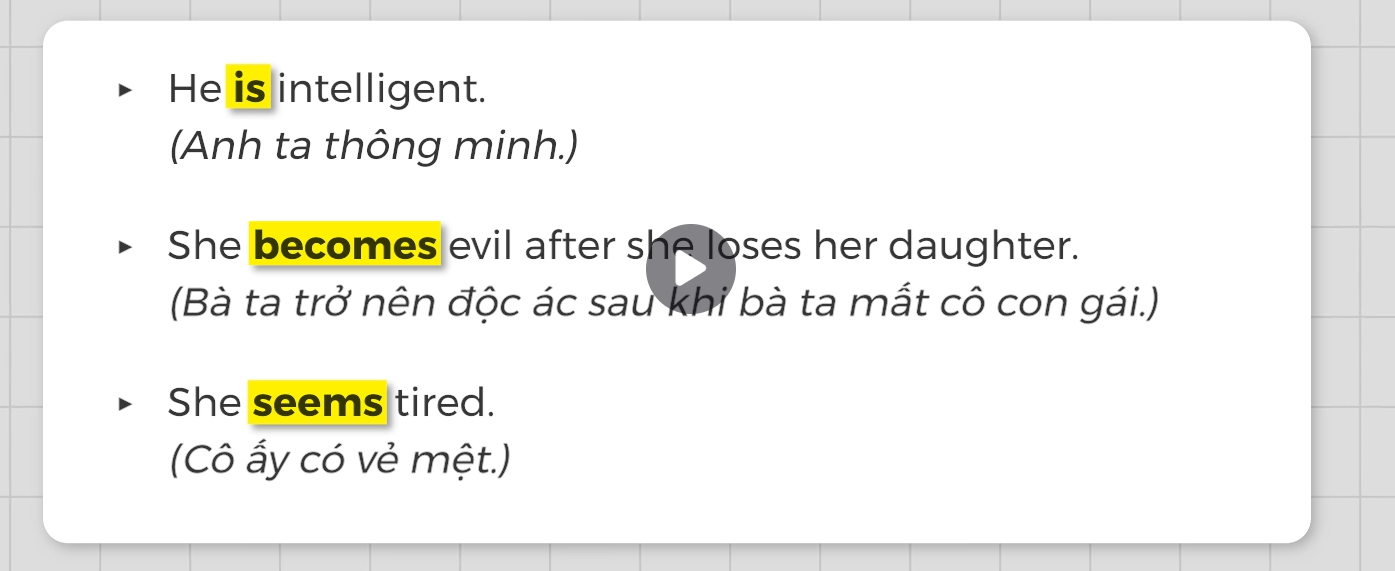 He is intelligent.
(Anh ta thông minh.)
She becomes evil after she loses her daughter.
(Bà ta trở nên độc ác sau khi bà ta mất cô con gái.)
She seems tired.
(Cô ấy có vẻ mệt.)